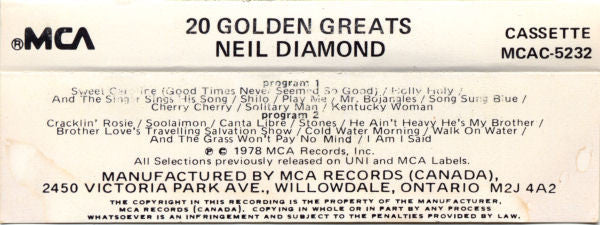 ®MCA
20 GOLDEN GREATS
NEIL DIAMOND
CASSETTE
MCAC-5232
program 1
Sweet Caroline (Good Times Never Seemed So Good) / Holly Holy /
And The Singer Sings His Song / Shilo / Play Me / Mr. Bojangles / Song Sung Blue /
Cherry Cherry / Solitary Man / Kentucky Woman
program 2
Cracklin' Rosie / Soolaimon / Canta Libre / Stones / He Ain't Heavy He's My Brother /
Brother Love's Travelling Salvation Show / Cold Water Morning / Walk On Water /
And The Grass Won't Pay No Mind / I Am I Said
℗ © 1978 MCA Records, Inc.
All Selections previously released on UNI and MCA Labels.
MANUFACTURED BY MCA RECORDS (CANADA),
2450 VICTORIA PARK AVE., WILLOWDALE, ONTARIO M2J 4A2
THE COPYRIGHT IN THIS RECORDING IS THE PROPERTY OF THE MANUFACTURER,
MCA RECORDS (CANADA). COPYING IN WHOLE OR IN PART BY ANY PROCESS
WHATSOEVER IS AN INFRINGEMENT AND SUBJECT TO THE PENALTIES PROVIDED BY LAW.